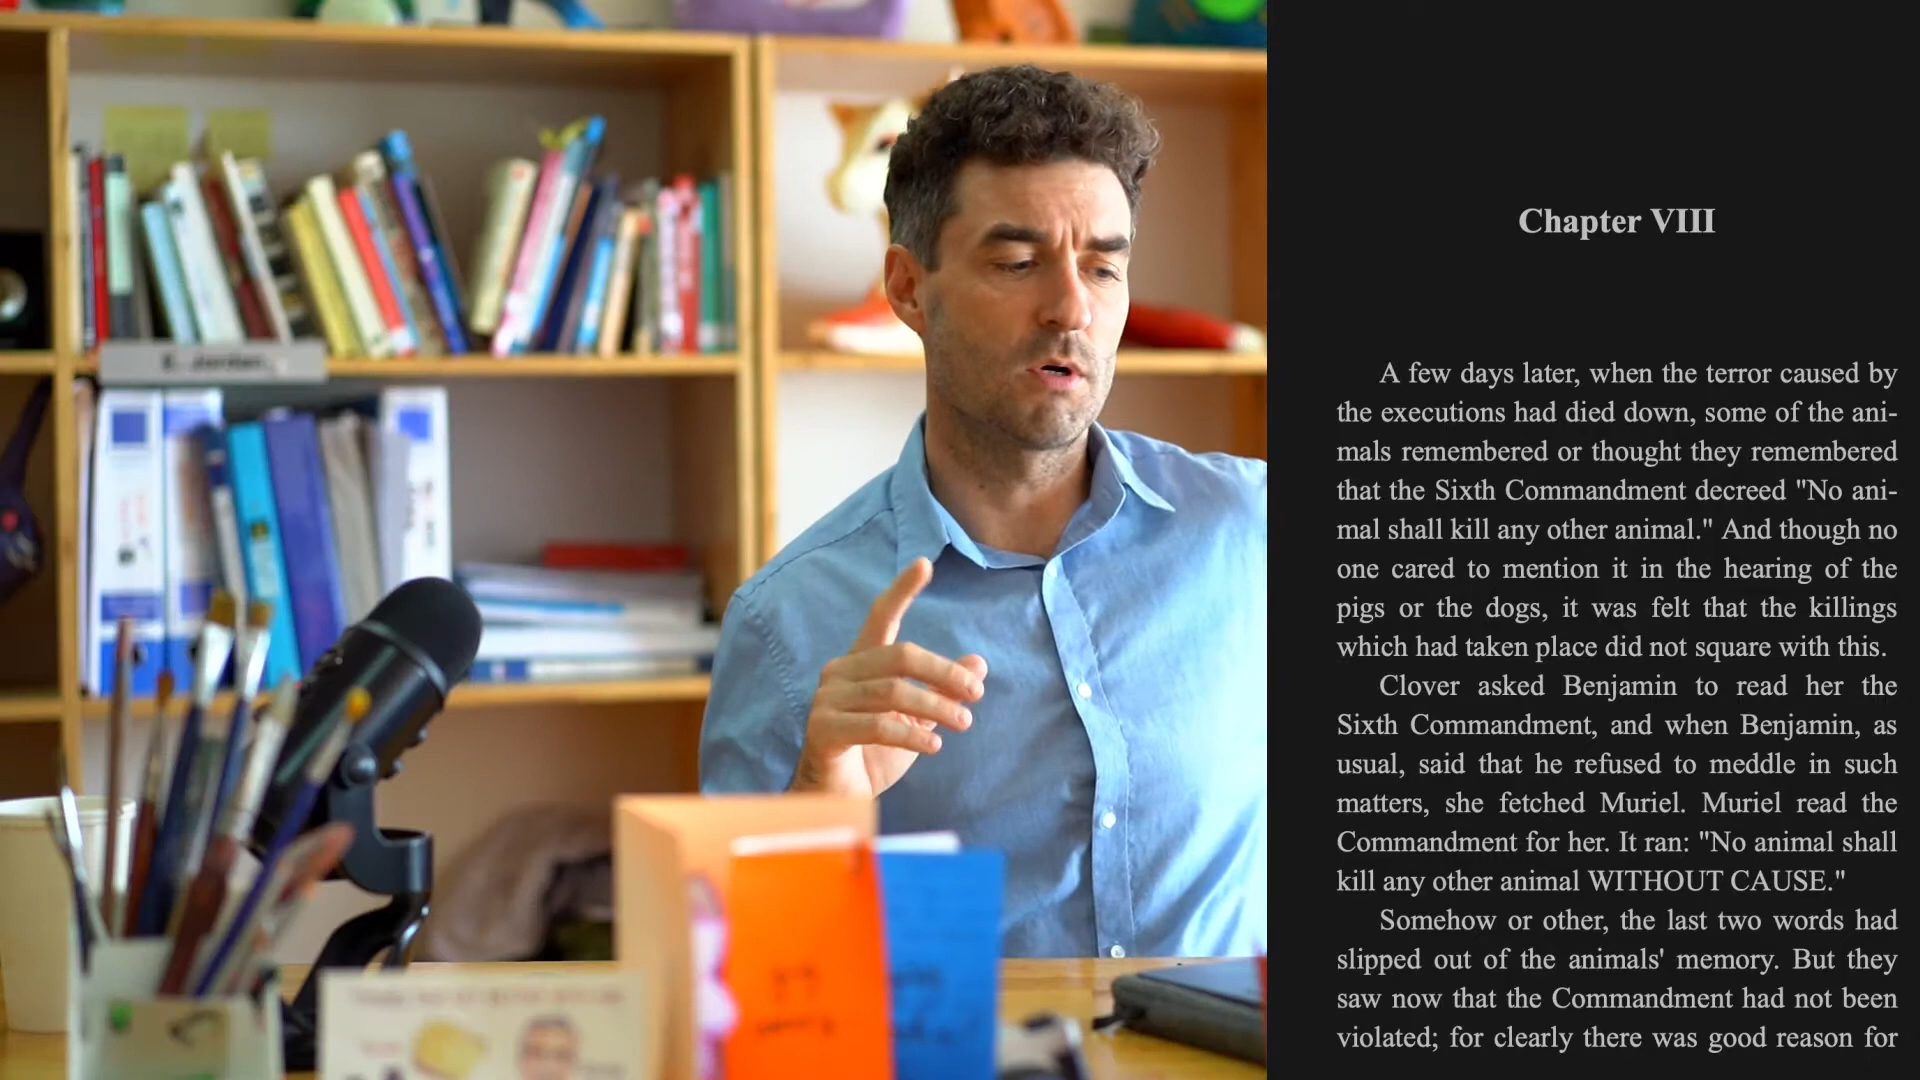 Chapter VIII
A few days later, when the terror caused by
the executions had died down, some of the ani-
mals remembered or thought they remembered
that the Sixth Commandment decreed "No ani-
mal shall kill any other animal." And though no
one cared to mention it in the hearing of the
pigs or the dogs, it was felt that the killings
which had taken place did not square with this.
Clover asked Benjamin to read her the
Sixth Commandment, and when Benjamin, as
usual, said that he refused to meddle in such
matters, she fetched Muriel. Muriel read the
Commandment for her. It ran: "No animal shall
kill any other animal WITHOUT CAUSE."
Somehow or other, the last two words had
slipped out of the animals' memory. But they
saw now that the Commandment had not been
violated; for clearly there was good reason for